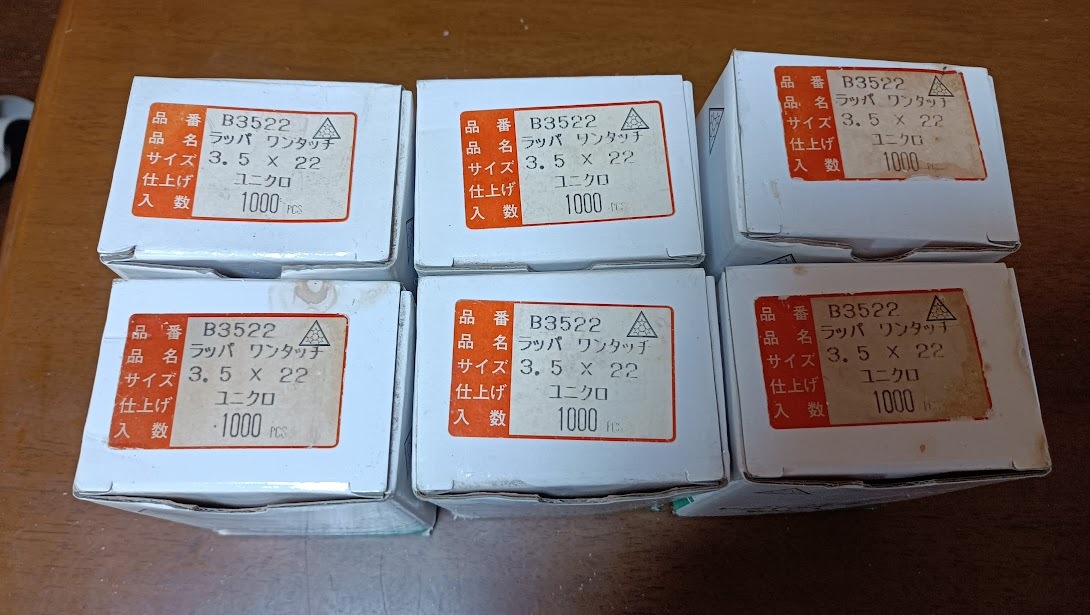 品番 B3522
品名 ラッパ ワンタッチ
サイズ 3.5 × 22
仕上げ ユニクロ
入数 1000 PCS
品番 B3522
品名 ラッパ ワンタッチ
サイズ 3.5 × 22
仕上げ ユニクロ
入数 1000 PCS
品番 B3522
品名 ラッパ ワンタッチ
サイズ 3.5 × 22
仕上げ ユニクロ
入数 1000 PCS
品番 B3522
品名 ラッパ ワンタッチ
サイズ 3.5 × 22
仕上げ ユニクロ
入数 1000 PCS
品番 B3522
品名 ラッパ ワンタッチ
サイズ 3.5 × 22
仕上げ ユニクロ
入数 1000 PCS
品番 B3522
品名 ラッパ ワンタッチ
サイズ 3.5 × 22
仕上げ ユニクロ
入数 1000